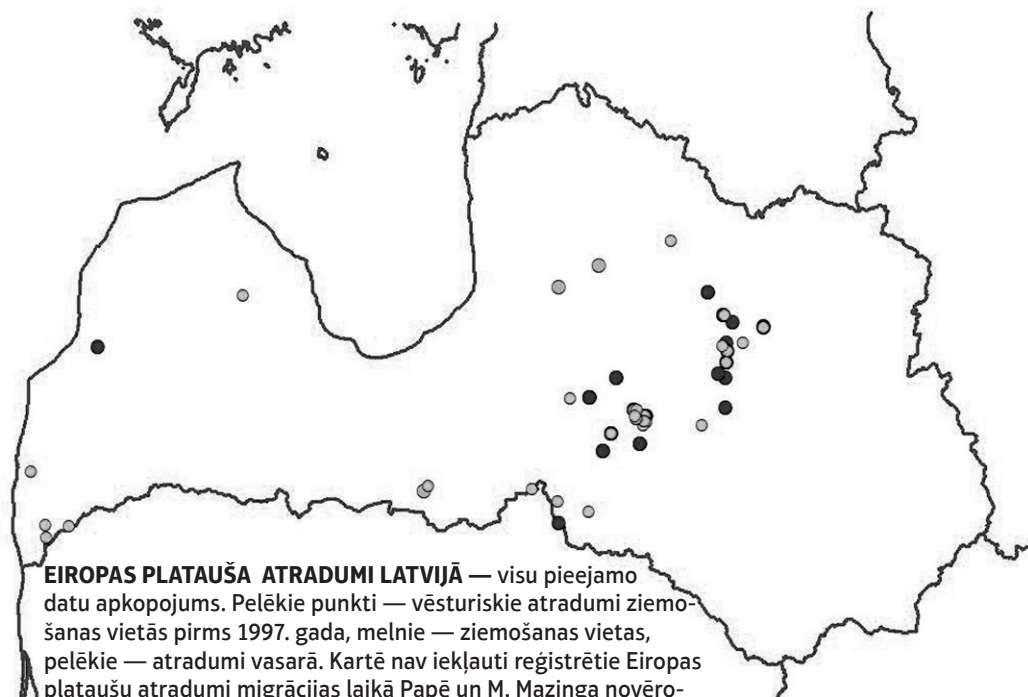 EIROPAS PLATAUŠA ATRADUMI LATVIJĀ — visu pieejamo
datu apkopojums. Pelēkie punkti — vēsturiskie atradumi ziemo-
šanas vietās pirms 1997. gada, melnie — ziemošanas vietas,
pelēkie — atradumi vasarā. Kartē nav iekļauti reģistrētie Eiropas
plataušu atradumi migrācijas laikā Papē un M. Mazinga novēro-